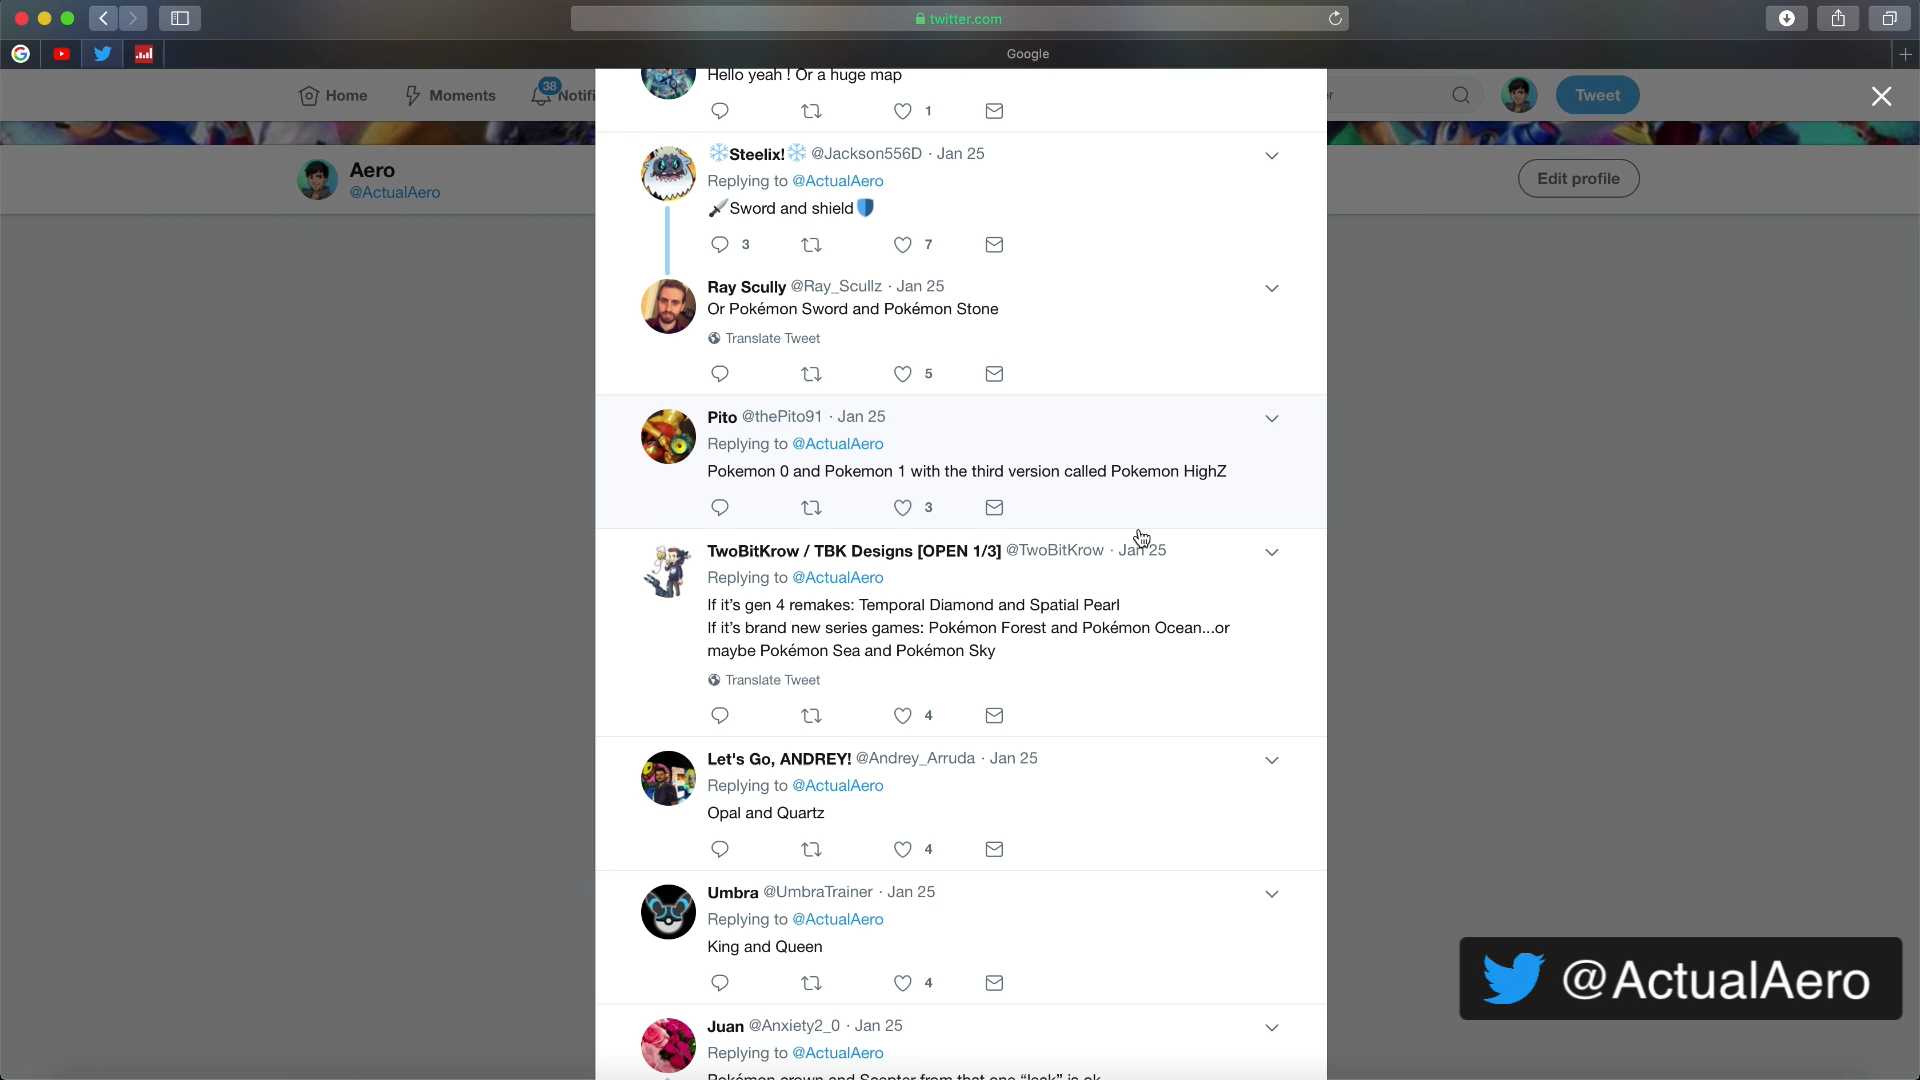 twitter.com
Google
Home
Moments
38
Notifi
Tweet
Aero
@ActualAero
Edit profile
Hello yeah ! Or a huge map
1
❄️Steelix!❄️ @Jackson556D · Jan 25
Replying to @ActualAero
🗡️Sword and shield🛡️
3 7
Ray Scully @Ray_Scullz · Jan 25
Or Pokémon Sword and Pokémon Stone
Translate Tweet
5
Pito @thePito91 · Jan 25
Replying to @ActualAero
Pokemon 0 and Pokemon 1 with the third version called Pokemon HighZ
3
TwoBitKrow / TBK Designs [OPEN 1/3] @TwoBitKrow · Jan 25
Replying to @ActualAero
If it’s gen 4 remakes: Temporal Diamond and Spatial Pearl
If it’s brand new series games: Pokémon Forest and Pokémon Ocean...or
maybe Pokémon Sea and Pokémon Sky
Translate Tweet
4
Let's Go, ANDREY! @Andrey_Arruda · Jan 25
Replying to @ActualAero
Opal and Quartz
4
Umbra @UmbraTrainer · Jan 25
Replying to @ActualAero
King and Queen
4
Juan @Anxiety2_0 · Jan 25
Replying to @ActualAero
Pokémon crown and Scepter from that one “leak” is ok
@ActualAero